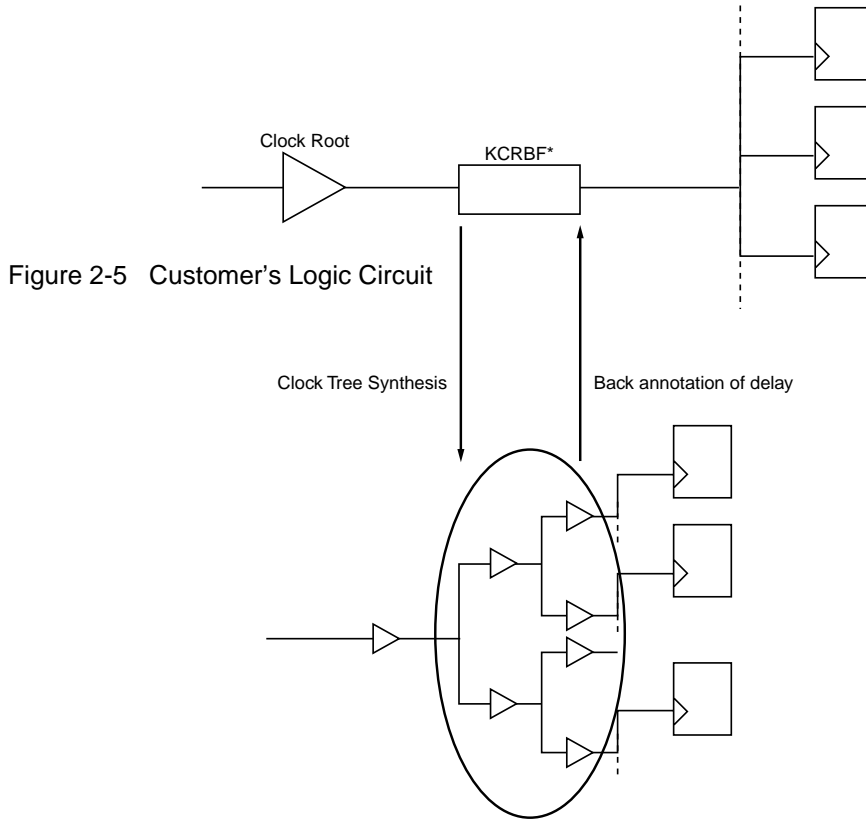 Clock Root
KCRBF*
Figure 2-5 Customer's Logic Circuit
Clock Tree Synthesis
Back annotation of delay